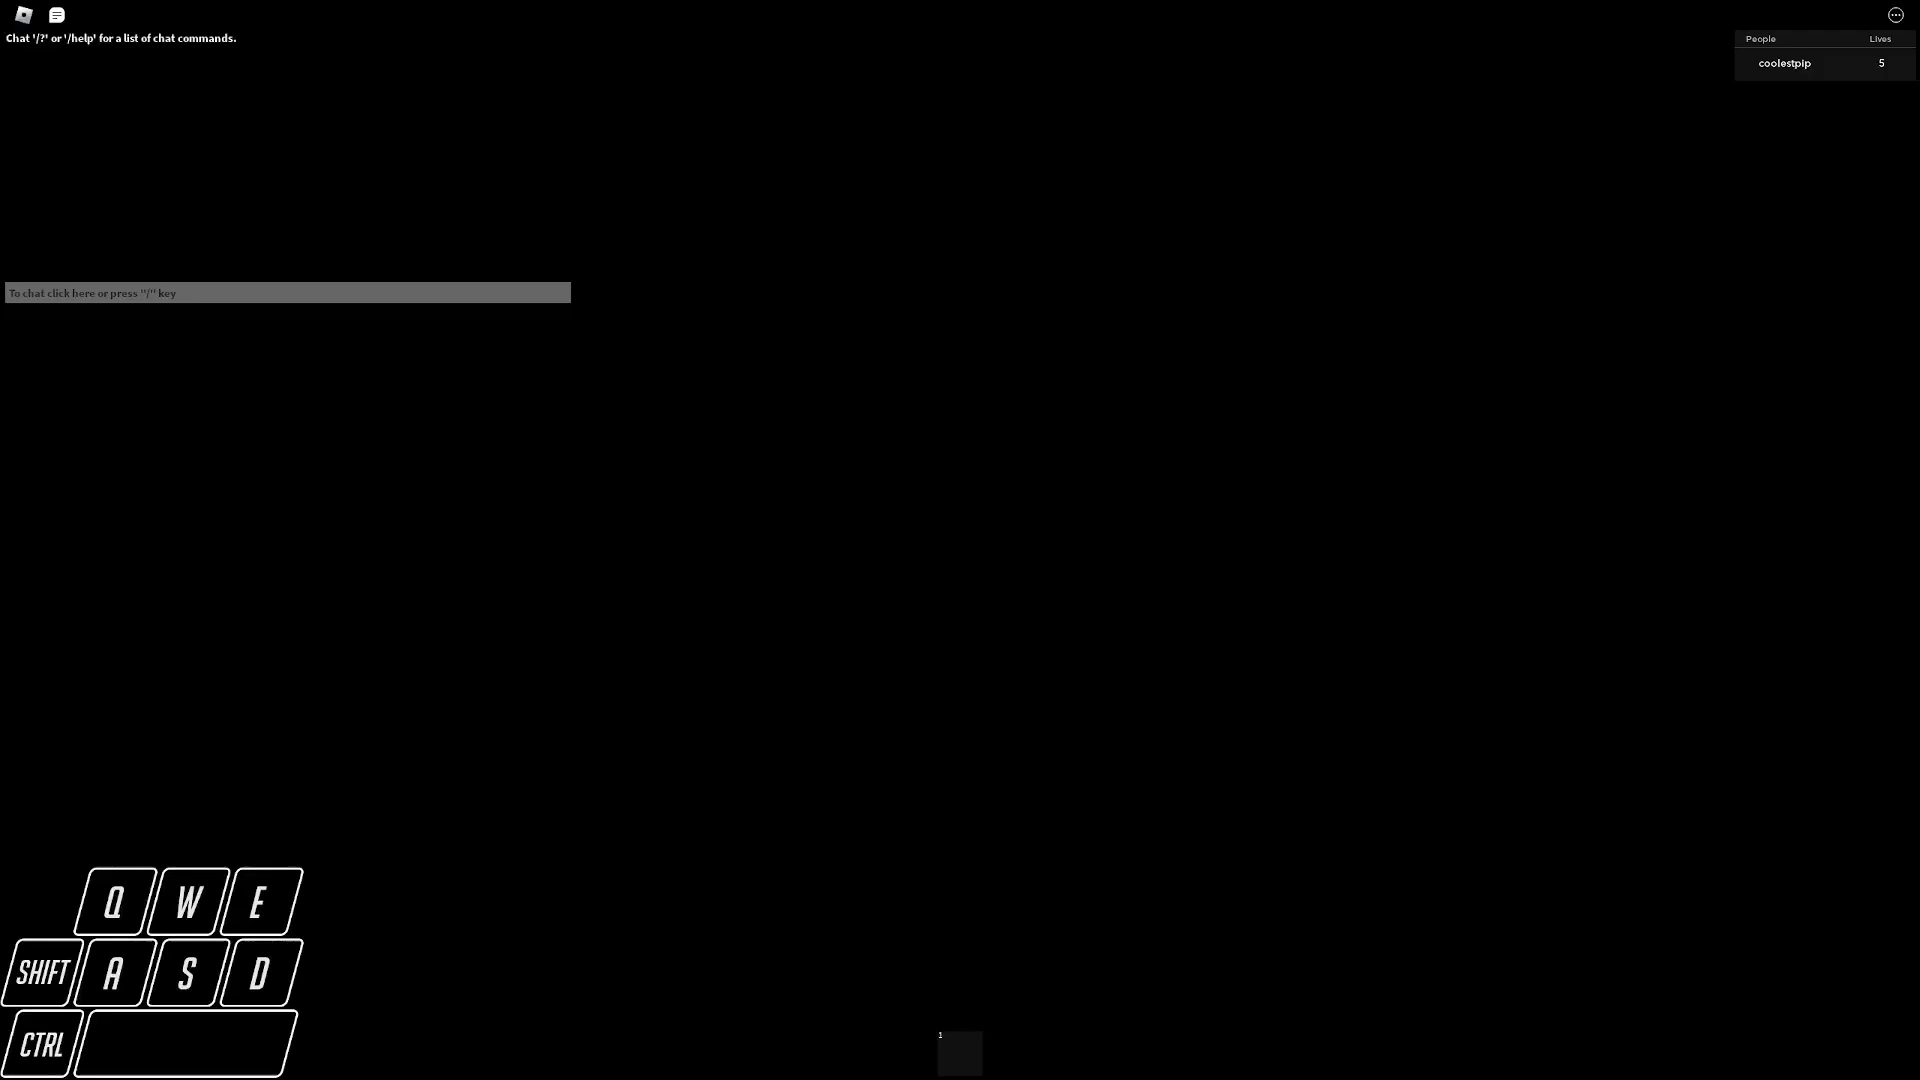 Chat '/?' or '/help' for a list of chat commands.
People Lives
coolestpip 5
To chat click here or press "/" key
Q W E
SHIFT A S D
CTRL
1